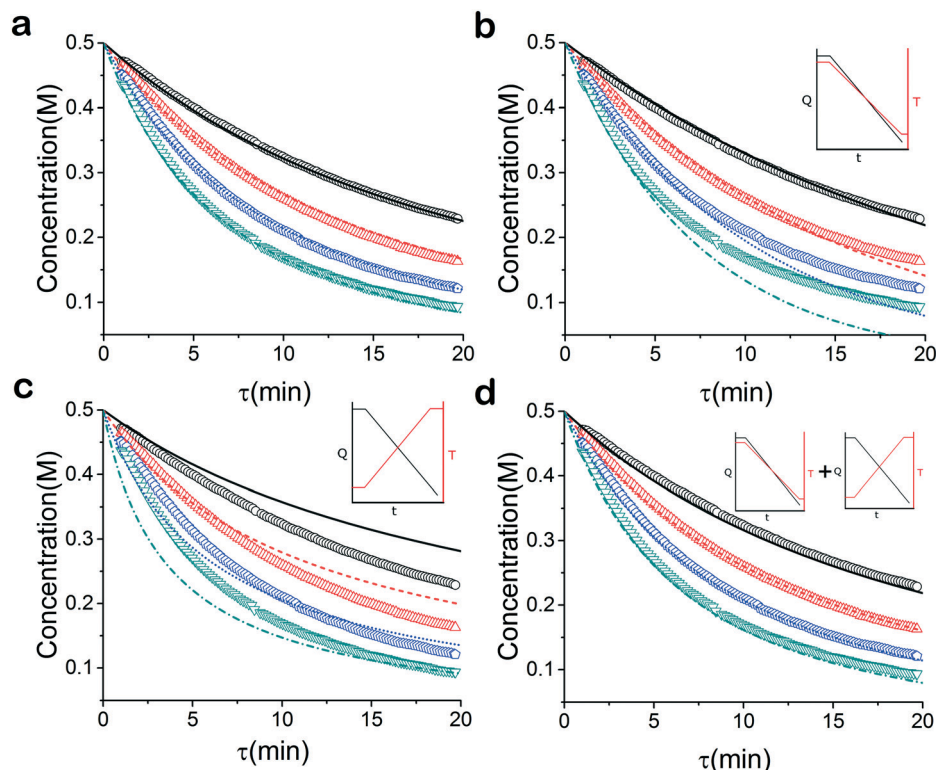 a
Concentration(M)
0.5
0.4
0.3
0.2
0.1
0 5 10 15 20
τ(min)
b
Concentration(M)
0.5
0.4
0.3
0.2
0.1
0 5 10 15 20
τ(min)
Q
T
t
c
Concentration(M)
0.5
0.4
0.3
0.2
0.1
0 5 10 15 20
τ(min)
Q
T
t
d
Concentration(M)
0.5
0.4
0.3
0.2
0.1
0 5 10 15 20
τ(min)
Q
T
t
+
Q
T
t